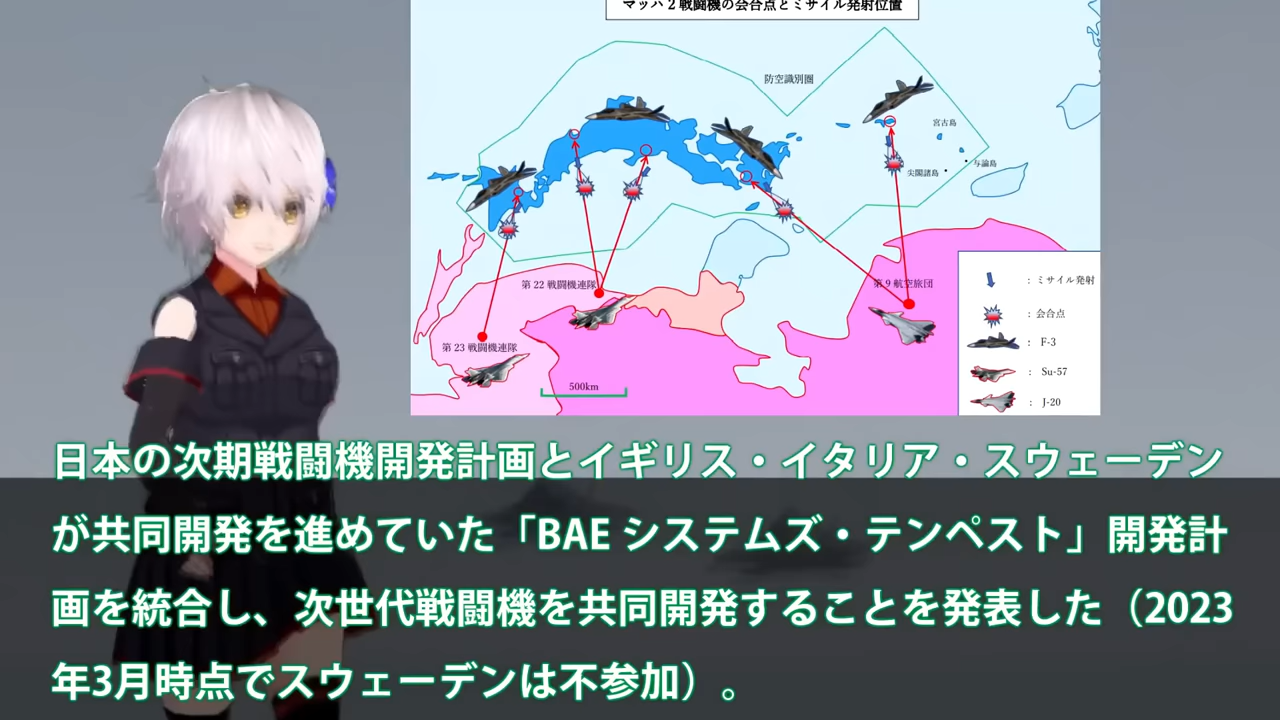 マッハ2戦闘機の会合点とミサイル発射位置
防空識別圏
宮古島
与論島
尖閣諸島
第22戦闘機連隊
第9航空旅団
第23戦闘機連隊
500km
：ミサイル発射
：会合点
： F-3
： Su-57
： J-20
日本の次期戦闘機開発計画とイギリス・イタリア・スウェーデン
が共同開発を進めていた「BAE システムズ・テンペスト」開発計
画を統合し、次世代戦闘機を共同開発することを発表した（2023
年3月時点でスウェーデンは不参加）。